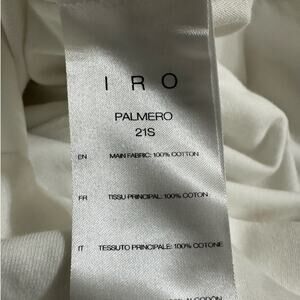 IRO
PALMERO
21S
EN MAIN FABRIC: 100% COTTON
FR TISSU PRINCIPAL: 100% COTON
IT TESSUTO PRINCIPALE: 100% COTONE